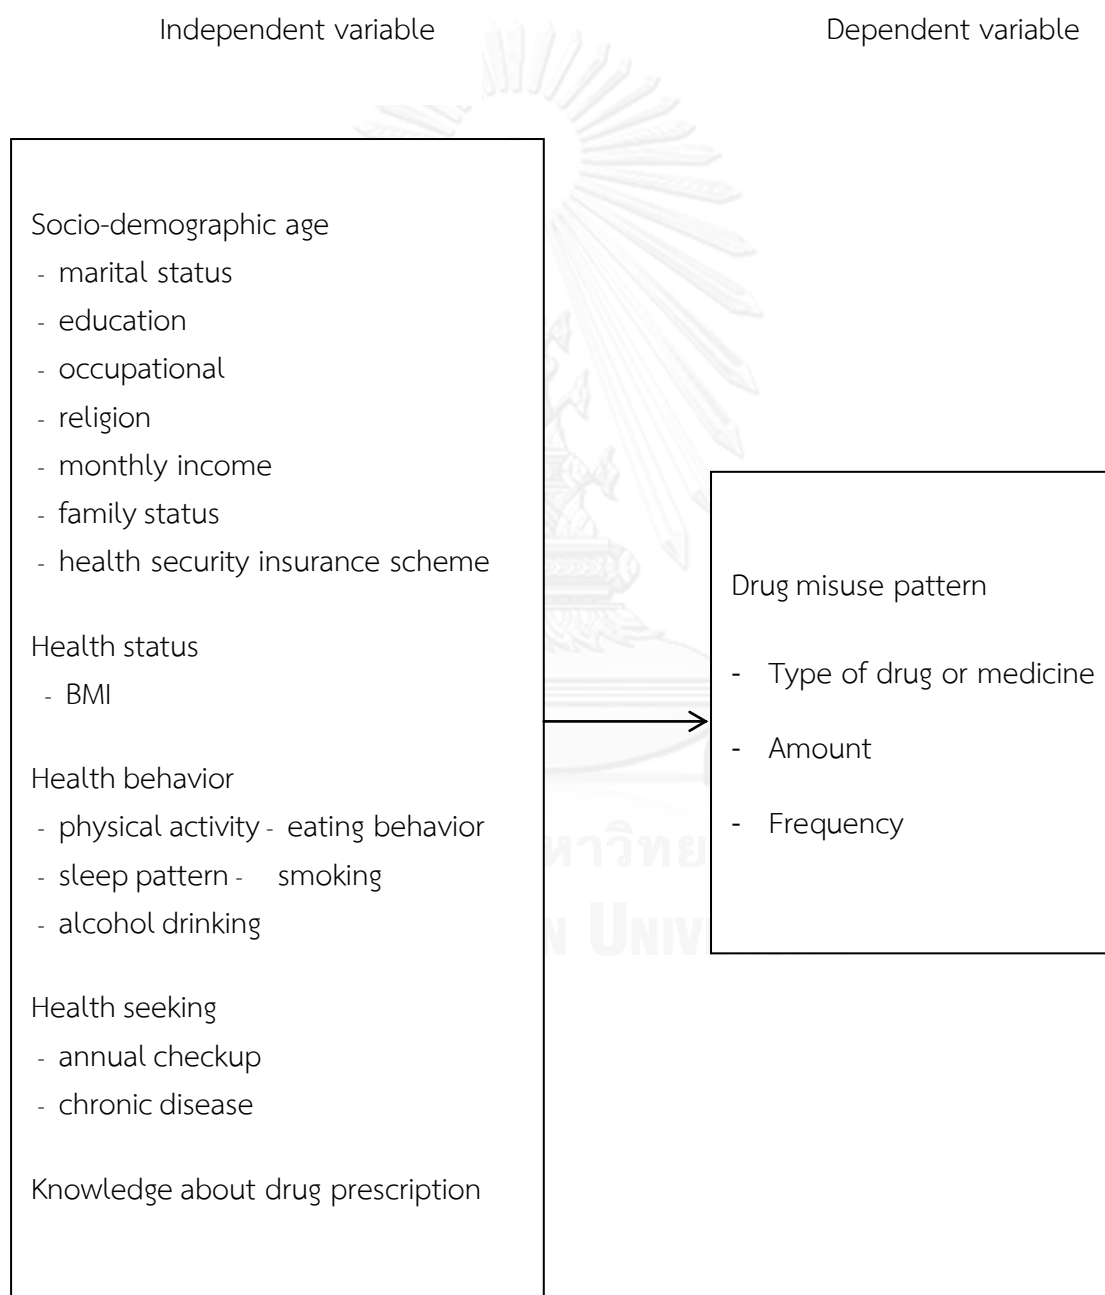 Independent variable
Dependent variable
Socio-demographic age
- marital status
- education
- occupational
- religion
- monthly income
- family status
- health security insurance scheme
Health status
- BMI
Health behavior
- physical activity - eating behavior
- sleep pattern - smoking
- alcohol drinking
Health seeking
- annual checkup
- chronic disease
Knowledge about drug prescription
Drug misuse pattern
- Type of drug or medicine
- Amount
- Frequency